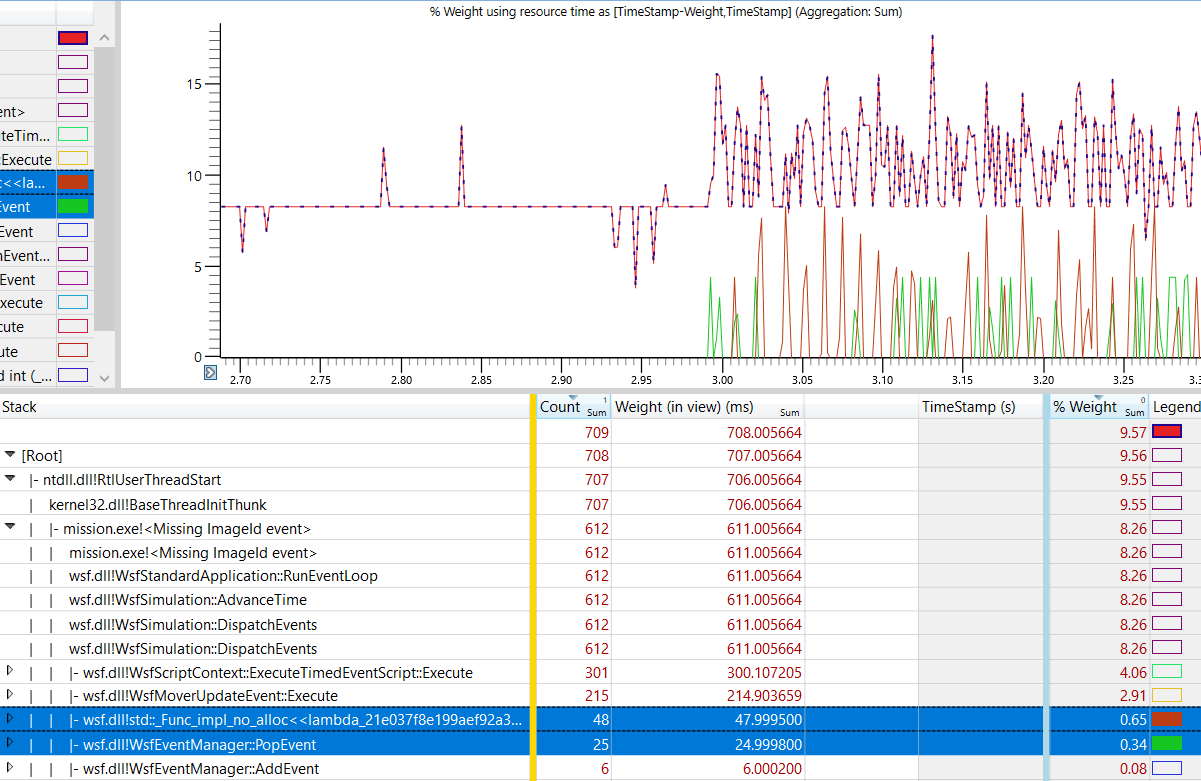 % Weight using resource time as [TimeStamp-Weight,TimeStamp] (Aggregation: Sum)
ent>
teTim...
:Execute
c<<la...
Event
Event
nEvent...
Event
xecute
cute
ute
d int (_...
15
10
5
0
2.70 2.75 2.80 2.85 2.90 2.95 3.00 3.05 3.10 3.15 3.20 3.25 3.3
Stack Count 1 Sum Weight (in view) (ms) Sum TimeStamp (s) % Weight 0 Sum Legend
709 708.005664 9.57
[Root] 708 707.005664 9.56
|- ntdll.dll!RtlUserThreadStart 707 706.005664 9.55
| kernel32.dll!BaseThreadInitThunk 707 706.005664 9.55
| |- mission.exe!<Missing ImageId event> 612 611.005664 8.26
| | mission.exe!<Missing ImageId event> 612 611.005664 8.26
| | wsf.dll!WsfStandardApplication::RunEventLoop 612 611.005664 8.26
| | wsf.dll!WsfSimulation::AdvanceTime 612 611.005664 8.26
| | wsf.dll!WsfSimulation::DispatchEvents 612 611.005664 8.26
| | wsf.dll!WsfSimulation::DispatchEvents 612 611.005664 8.26
| | |- wsf.dll!WsfScriptContext::ExecuteTimedEventScript::Execute 301 300.107205 4.06
| | |- wsf.dll!WsfMoverUpdateEvent::Execute 215 214.903659 2.91
| | |- wsf.dll!std::_Func_impl_no_alloc<<lambda_21e037f8e199aef92a3... 48 47.999500 0.65
| | |- wsf.dll!WsfEventManager::PopEvent 25 24.999800 0.34
| | |- wsf.dll!WsfEventManager::AddEvent 6 6.000200 0.08